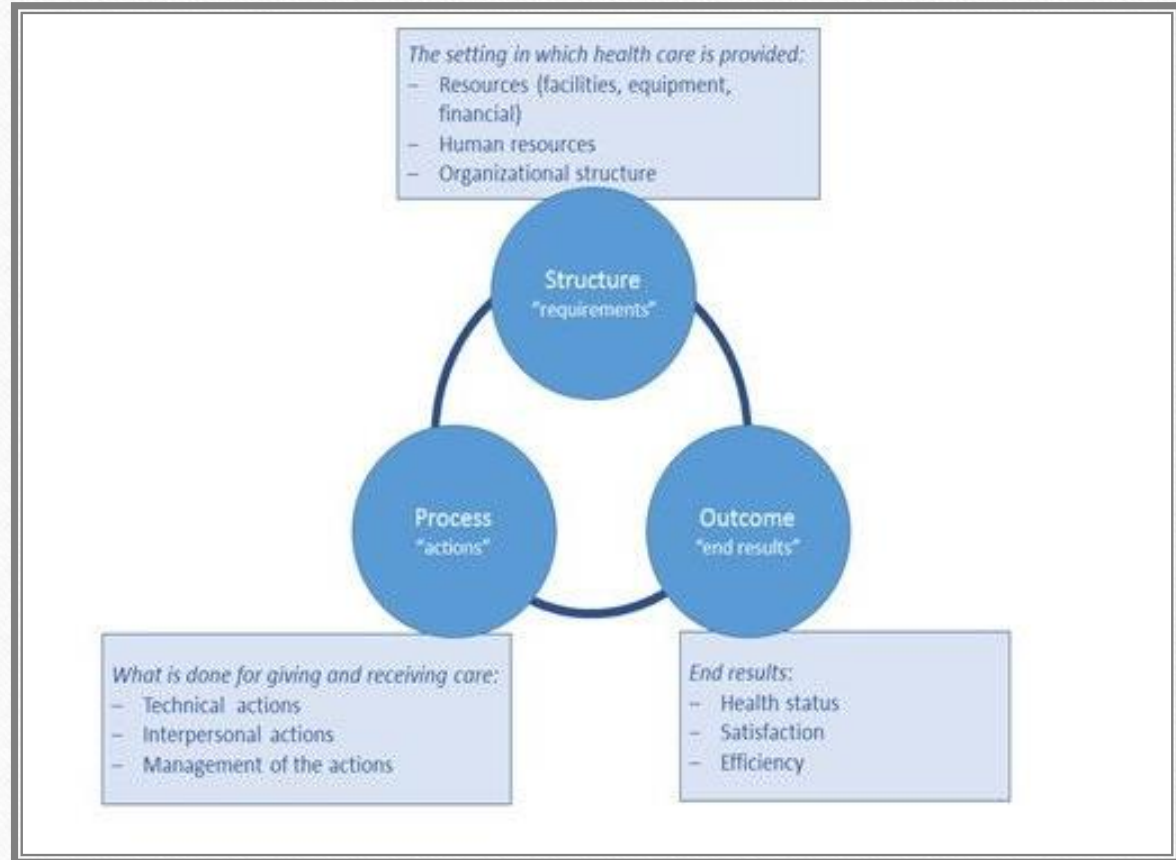 The setting in which health care is provided:
– Resources (facilities, equipment,
financial)
– Human resources
– Organizational structure
Structure
"requirements"
Process
"actions"
Outcome
"end results"
What is done for giving and receiving care:
– Technical actions
– Interpersonal actions
– Management of the actions
End results:
– Health status
– Satisfaction
– Efficiency